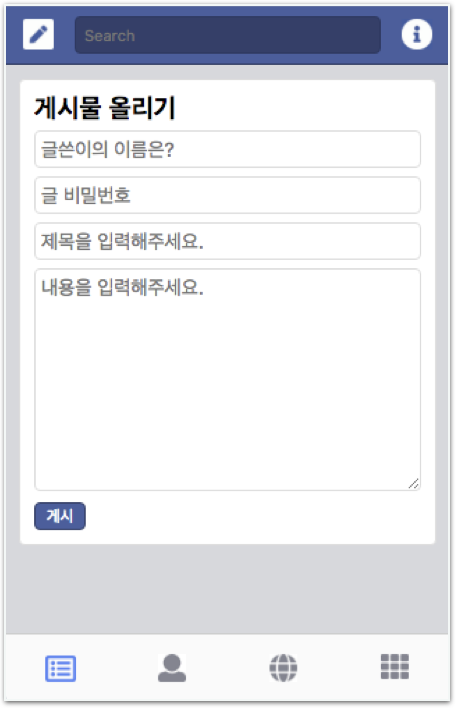 Search
게시물 올리기
글쓴이의 이름은?
글 비밀번호
제목을 입력해주세요.
내용을 입력해주세요.
게시